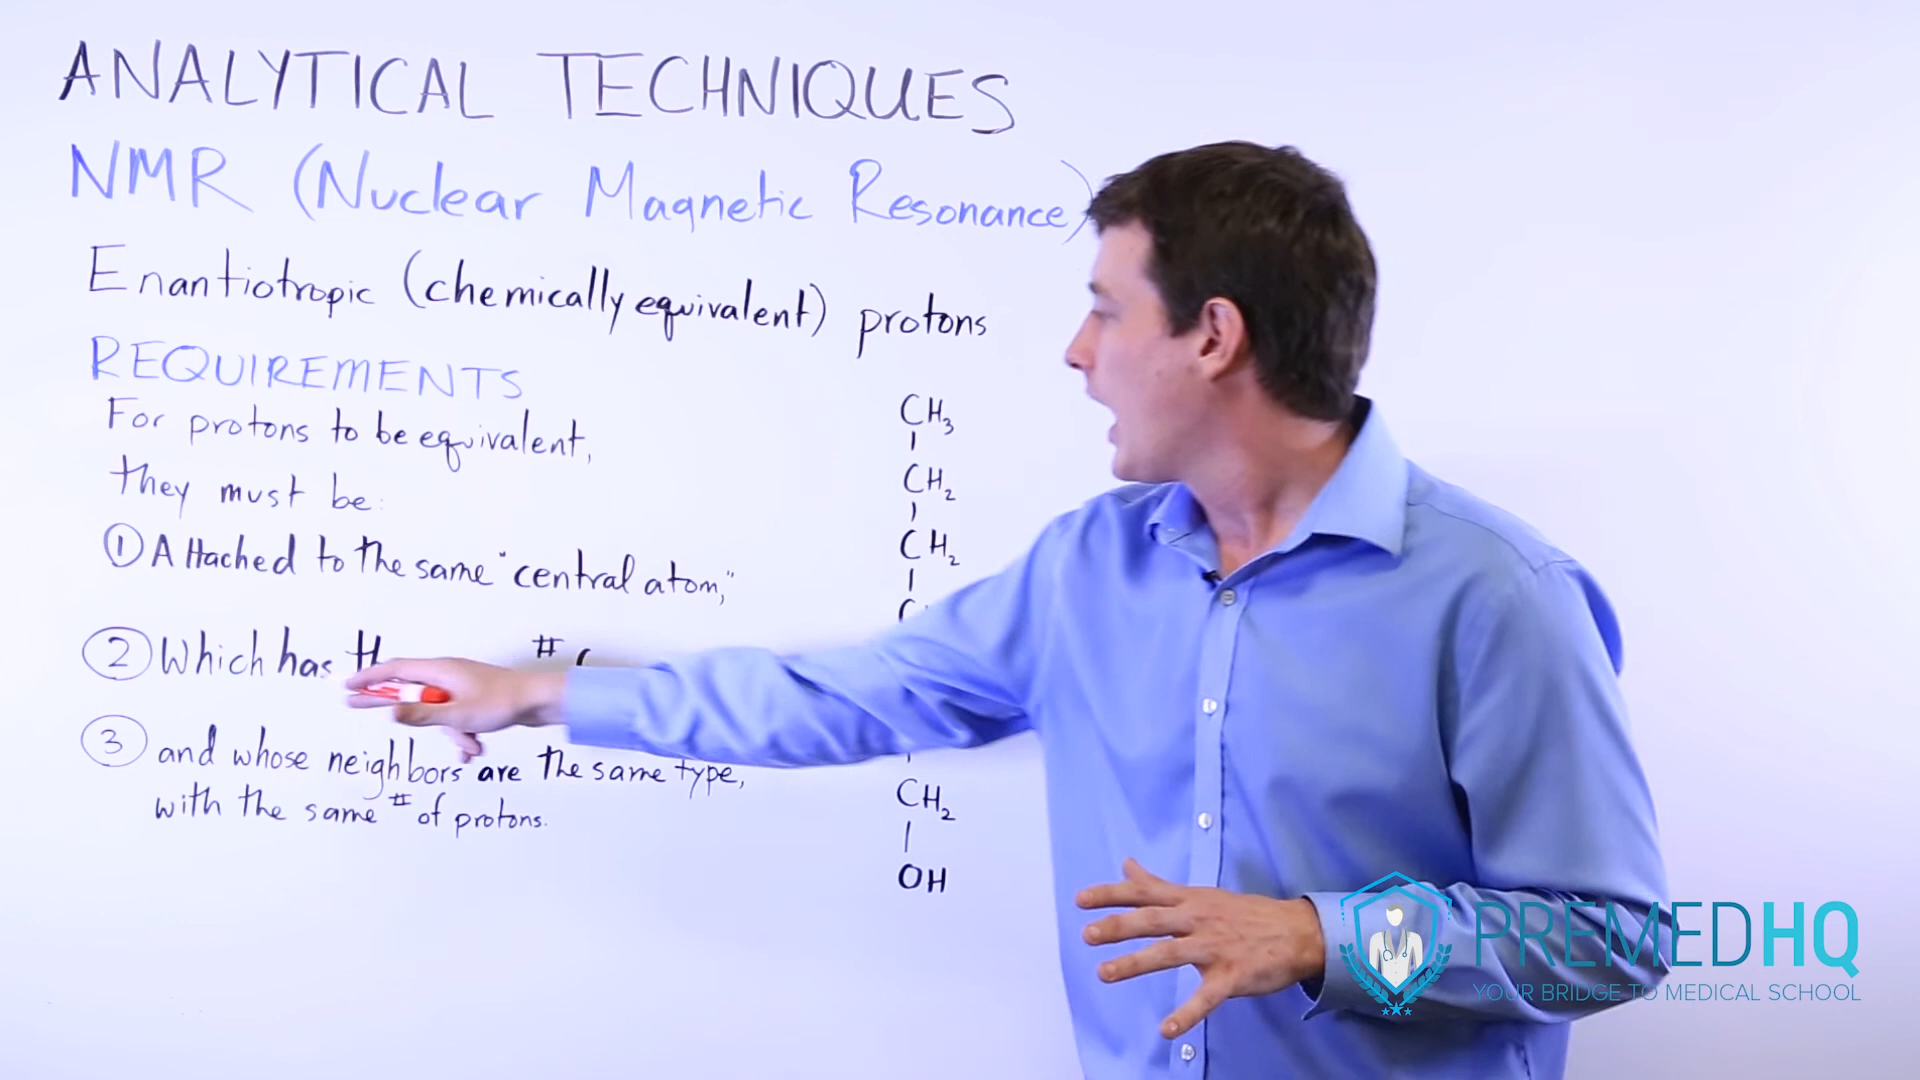 ANALYTICAL TECHNIQUES
NMR (Nuclear Magnetic Resonance)
Enantiotropic (chemically equivalent) protons
REQUIREMENTS
For protons to be equivalent,
they must be:
① Attached to the same "central atom,"
② Which has #
③ and whose neighbors are the same type,
with the same # of protons.
CH₃
CH₂
CH₂
CH₂
OH
PREMEDHQ
YOUR BRIDGE TO MEDICAL SCHOOL